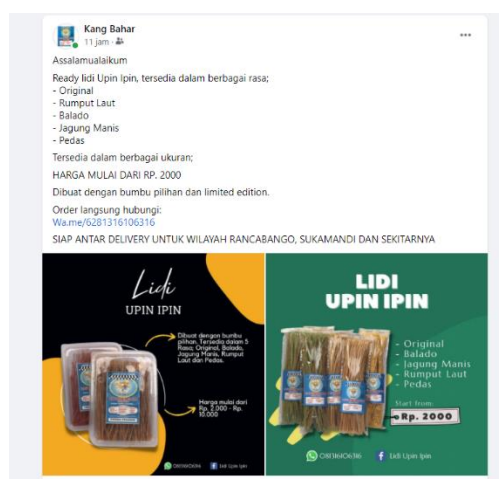 Kang Bahar
11 jam
Assalamualaikum
Ready lidi Upin Ipin, tersedia dalam berbagai rasa;
- Original
- Rumput Laut
- Balado
- Jagung Manis
- Pedas
Tersedia dalam berbagai ukuran;
HARGA MULAI DARI RP. 2000
Dibuat dengan bumbu pilihan dan limited edition.
Order langsung hubungi:
Wa.me/6281316106316
SIAP ANTAR DELIVERY UNTUK WILAYAH RANCABANGO, SUKAMANDI DAN SEKITARNYA
Lidi
UPIN IPIN
Dibuat dengan bumbu
pilihan, Tersedia dalam 5
Rasa; Original, Balado,
Jagung Manis, Rumput
Laut dan Pedas.
Harga mulai dari
Rp. 2.000 - Rp.
10.000
081316106316
Lidi Upin Ipin
LIDI
UPIN IPIN
- Original
- Balado
- Jagung Manis
- Rumput Laut
- Pedas
Start From:
Rp. 2000
081316106316
Lidi Upin Ipin